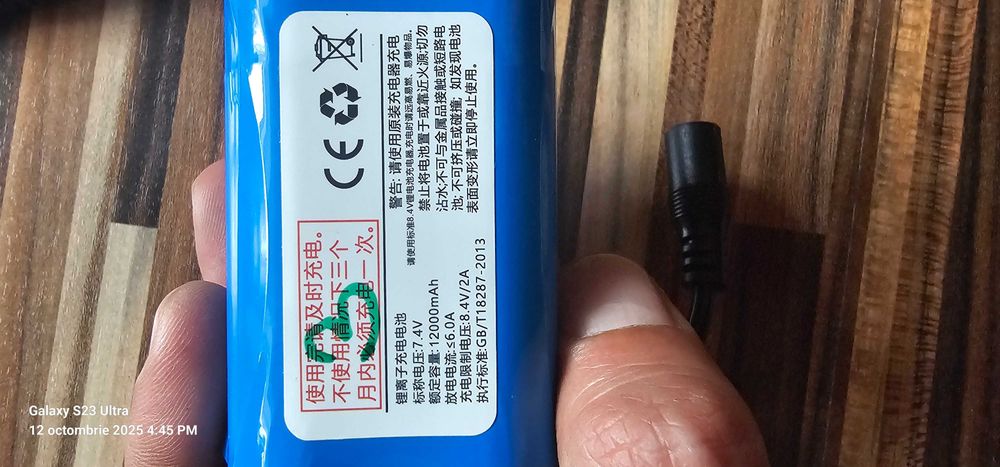 使用完请及时充电。
不使用情况下三个
月内必须充电一次。
锂离子充电电池
标称电压:7.4V
额定容量:12000mAh
放电电流:≤6.0A
充电限制电压:8.4V/2A
执行标准:GB/T18287-2013
CE
警告: 请使用原装充电器充电
请使用标准8.4V锂电池充电器,充电时请远离易燃、易爆物品。
禁止将电池置于或靠近火源;切勿
沾水;不可与金属品接触或短路电
池; 不可挤压或碰撞; 如发现电池
表面变形请立即停止使用。
Galaxy S23 Ultra
12 octombrie 2025 4:45 PM